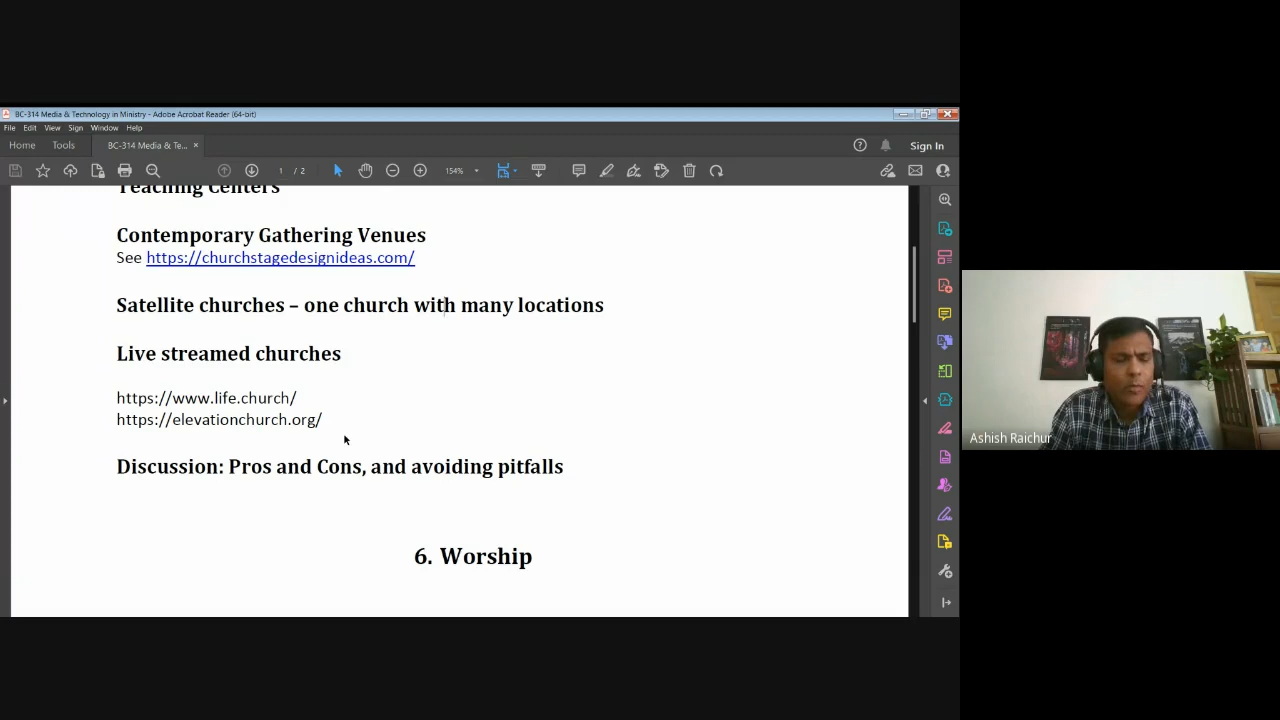 BC-314 Media & Technology in Ministry - Adobe Acrobat Reader (64-bit)
File Edit View Sign Window Help
Home Tools BC-314 Media & Te... ×
Sign In
1 / 2 154%
Teaching Centers
Contemporary Gathering Venues
See https://churchstagedesignideas.com/
Satellite churches – one church with many locations
Live streamed churches
https://www.life.church/
https://elevationchurch.org/
Discussion: Pros and Cons, and avoiding pitfalls
6. Worship
Ashish Raichur